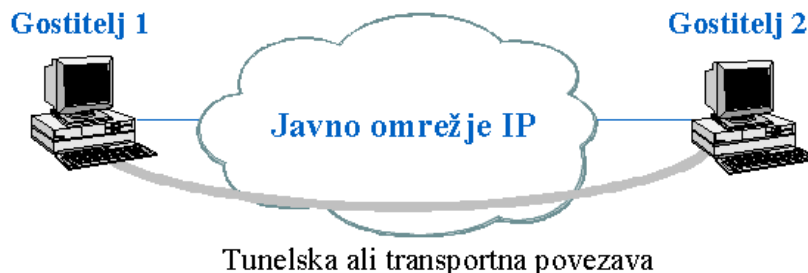 Gostitelj 1
Gostitelj 2
Javno omrežje IP
Tunelska ali transportna povezava